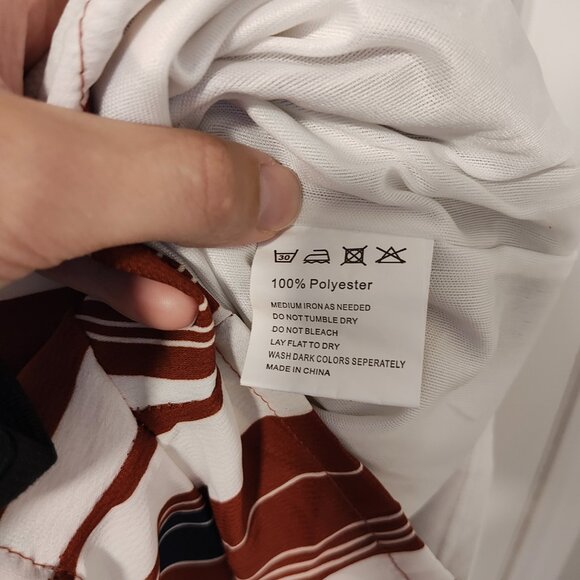 30
100% Polyester
MEDIUM IRON AS NEEDED
DO NOT TUMBLE DRY
DO NOT BLEACH
LAY FLAT TO DRY
WASH DARK COLORS SEPERATELY
MADE IN CHINA